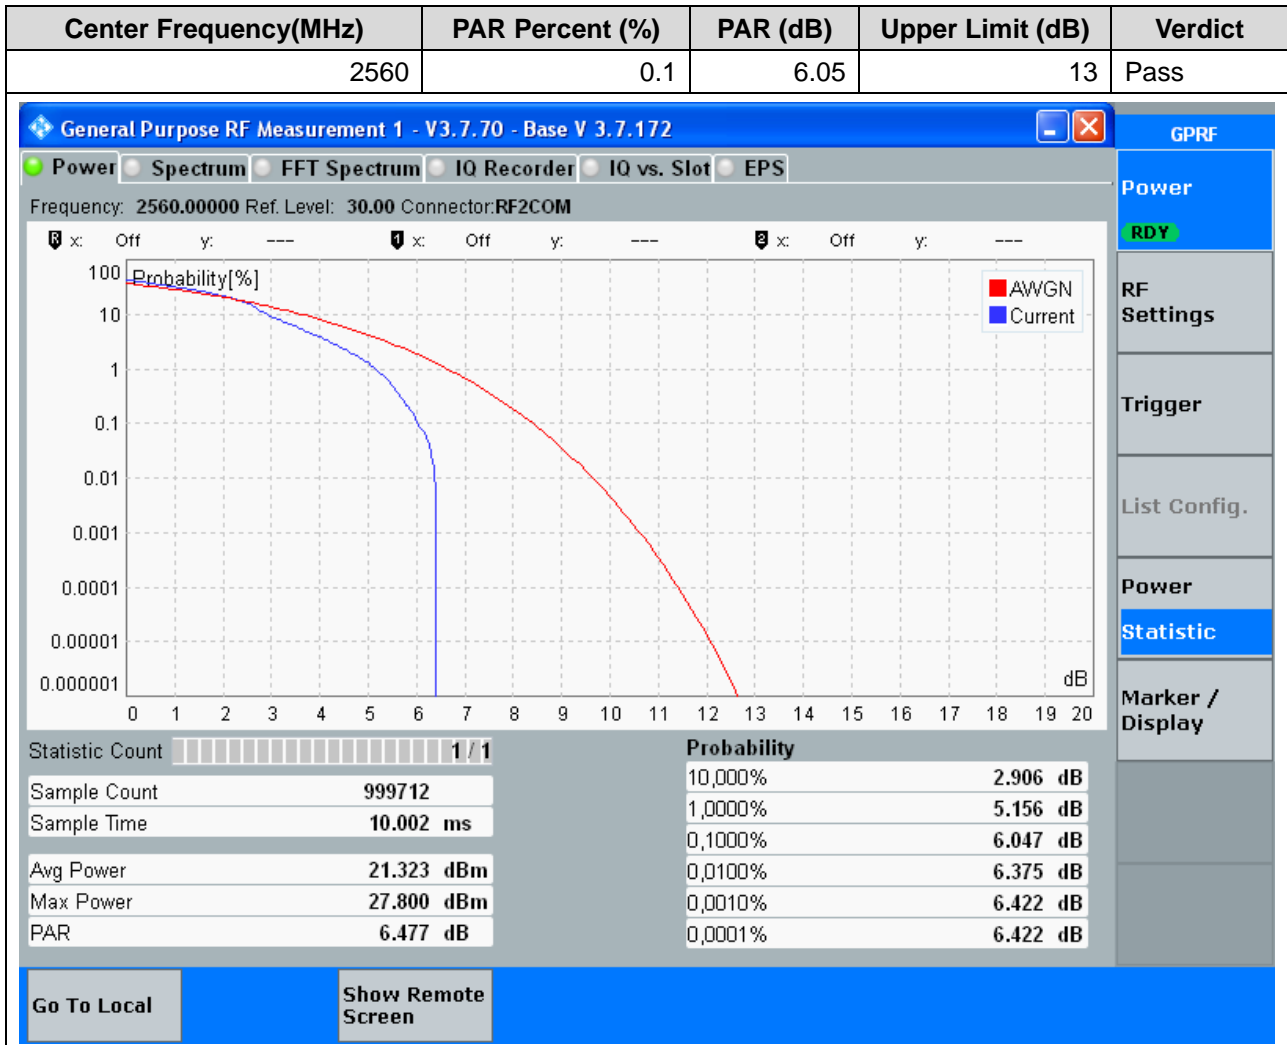 Center Frequency(MHz) PAR Percent (%) PAR (dB) Upper Limit (dB) Verdict
2560 0.1 6.05 13 Pass
General Purpose RF Measurement 1 - V3.7.70 - Base V 3.7.172
GPRF
Power Spectrum FFT Spectrum IQ Recorder IQ vs. Slot EPS
Power
RDY
Frequency: 2560.00000 Ref. Level: 30.00 Connector:RF2COM
R x: Off y: --- 1 x: Off y: --- 2 x: Off y: ---
Probability[%]
AWGN
Current
100
10
1
0.1
0.01
0.001
0.0001
0.00001
0.000001
dB
0 1 2 3 4 5 6 7 8 9 10 11 12 13 14 15 16 17 18 19 20
RF
Settings
Trigger
List Config.
Power
Statistic
Marker /
Display
Statistic Count 1 / 1
Sample Count 999712
Sample Time 10.002 ms
Avg Power 21.323 dBm
Max Power 27.800 dBm
PAR 6.477 dB
Probability
10,000% 2.906 dB
1,0000% 5.156 dB
0,1000% 6.047 dB
0,0100% 6.375 dB
0,0010% 6.422 dB
0,0001% 6.422 dB
Go To Local
Show Remote
Screen